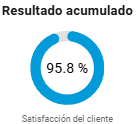 Resultado acumulado
95.8 %
Satisfacción del cliente